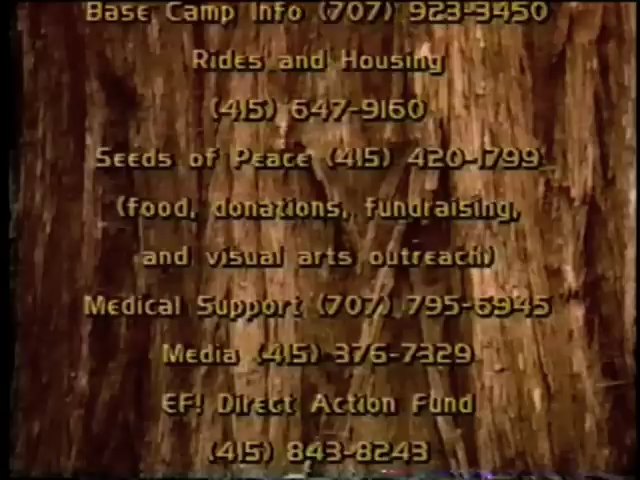 Base Camp Info (707) 923-3450
Rides and Housing
(415) 647-9160
Seeds of Peace (415) 420-1799
(food, donations, fundraising,
and visual arts outreach)
Medical Support (707) 795-6945
Media (415) 376-7329
EF! Direct Action Fund
(415) 843-8243